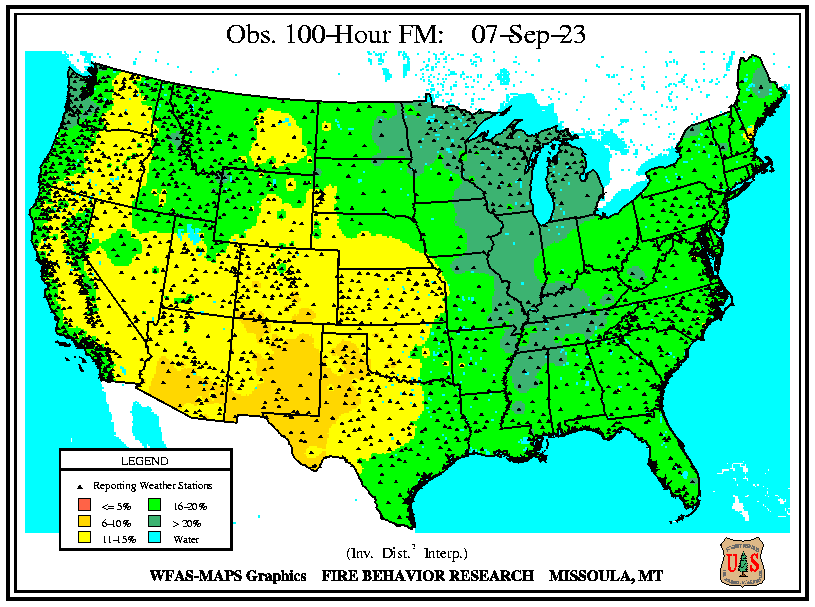 Obs. 100-Hour FM: 07-Sep-23
LEGEND
Reporting Weather Stations
<= 5% 16-20%
6-10% > 20%
11-15% Water
(Inv. Dist.² Interp.)
WFAS-MAPS Graphics FIRE BEHAVIOR RESEARCH MISSOULA, MT
U S